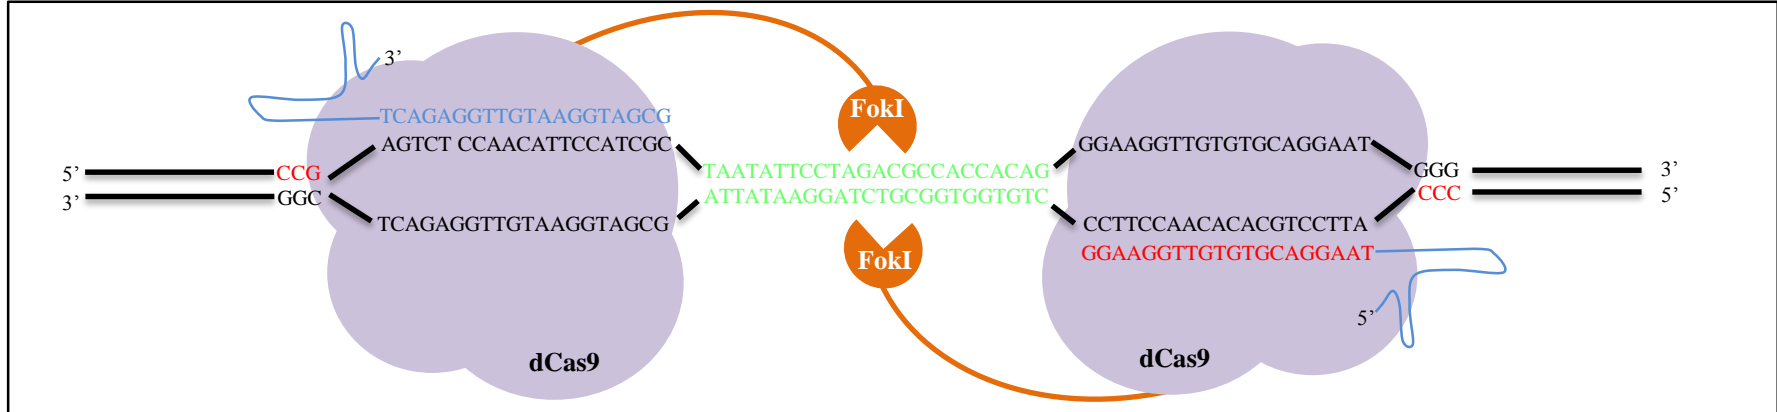 3’
FokI
TCAGAGGTTGTAAGGTAGCG
AGTCT CCAACATTCCATCGC
GGAAGGTTGTGTGCAGGAAT
5’ CCG TAATATTCCTAGACGCCACCACAG GGG 3’
3’ GGC ATTATAAGGATCTGCGGTGGTGTC CCC 5’
TCAGAGGTTGTAAGGTAGCG CCTTCCAACACACGTCCTTA
GGAAGGTTGTGTGCAGGAAT
FokI
5’
dCas9 dCas9